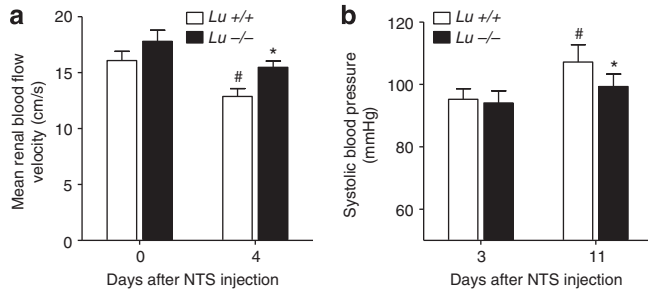 a
Lu +/+
Lu –/–
Mean renal blood flow
velocity (cm/s)
20
15
10
5
0
#
*
0
4
Days after NTS injection
b
Lu +/+
Lu –/–
Systolic blood pressure
(mmHg)
120
100
80
60
#
*
3
11
Days after NTS injection